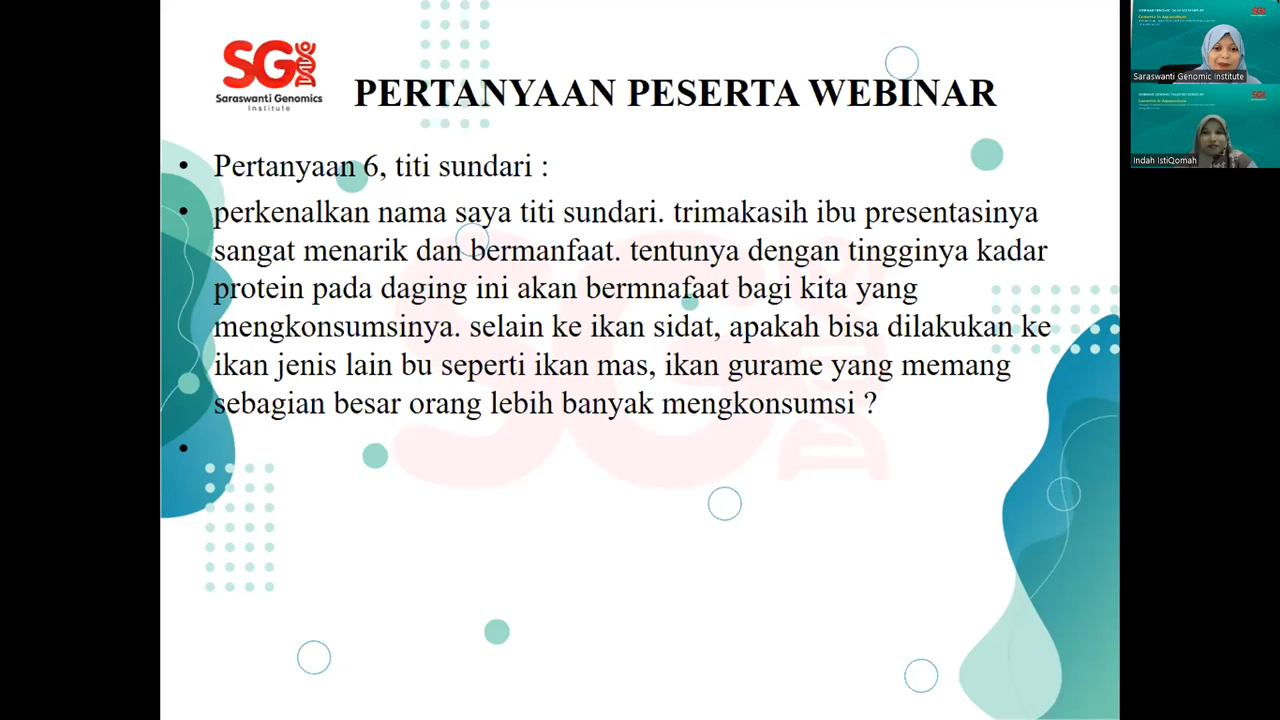 SG
Saraswanti Genomics
Institute
PERTANYAAN PESERTA WEBINAR
• Pertanyaan 6, titi sundari :
• perkenalkan nama saya titi sundari. trimakasih ibu presentasinya
sangat menarik dan bermanfaat. tentunya dengan tingginya kadar
protein pada daging ini akan bermnafaat bagi kita yang
mengkonsumsinya. selain ke ikan sidat, apakah bisa dilakukan ke
ikan jenis lain bu seperti ikan mas, ikan gurame yang memang
sebagian besar orang lebih banyak mengkonsumsi ?
•
Saraswanti Genomic Institute
Indah IstiQomah